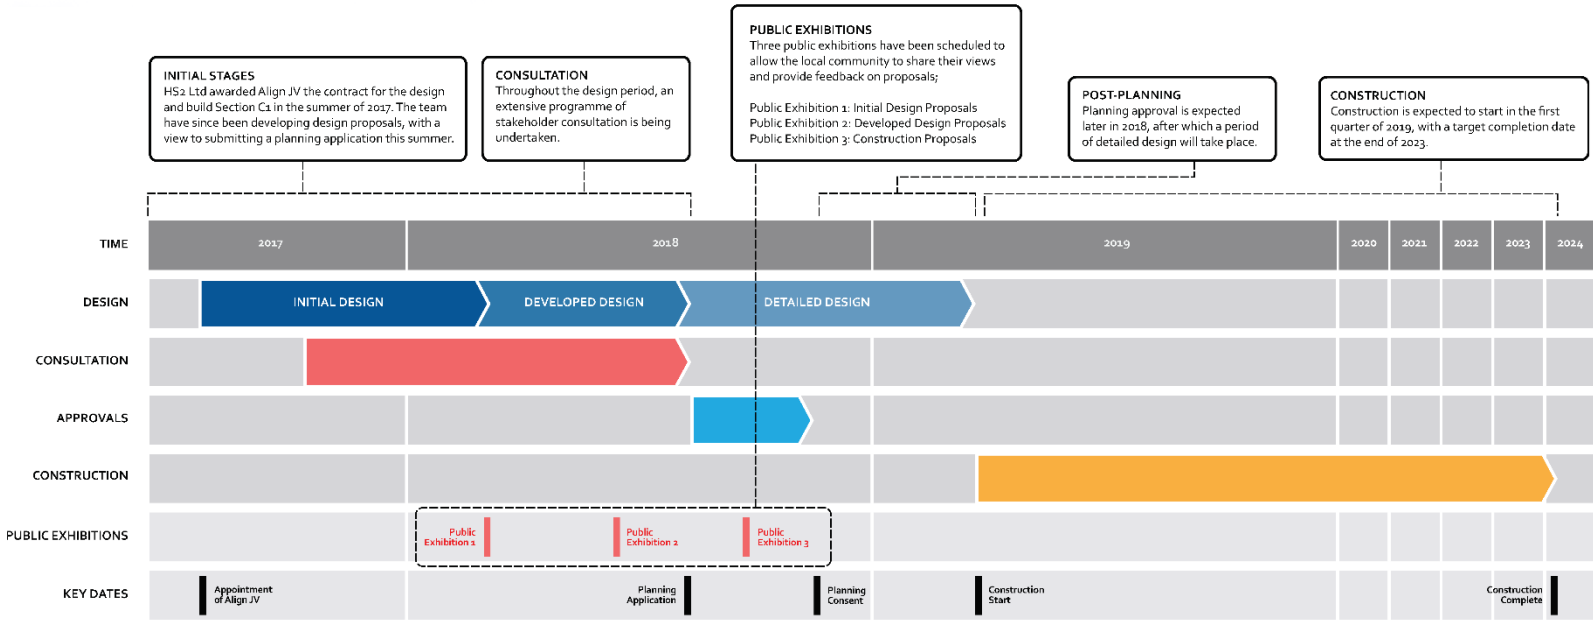 INITIAL STAGES
HS2 Ltd awarded Align JV the contract for the design
and build Section C1 in the summer of 2017. The team
have since been developing design proposals, with a
view to submitting a planning application this summer.
CONSULTATION
Throughout the design period, an
extensive programme of
stakeholder consultation is being
undertaken.
PUBLIC EXHIBITIONS
Three public exhibitions have been scheduled to
allow the local community to share their views
and provide feedback on proposals;
Public Exhibition 1: Initial Design Proposals
Public Exhibition 2: Developed Design Proposals
Public Exhibition 3: Construction Proposals
POST-PLANNING
Planning approval is expected
later in 2018, after which a period
of detailed design will take place.
CONSTRUCTION
Construction is expected to start in the first
quarter of 2019, with a target completion date
at the end of 2023.
TIME
2017
2018
2019
2020
2021
2022
2023
2024
DESIGN
INITIAL DESIGN
DEVELOPED DESIGN
DETAILED DESIGN
CONSULTATION
APPROVALS
CONSTRUCTION
PUBLIC EXHIBITIONS
Public
Exhibition 1
Public
Exhibition 2
Public
Exhibition 3
KEY DATES
Appointment
of Align JV
Planning
Application
Planning
Consent
Construction
Start
Construction
Complete